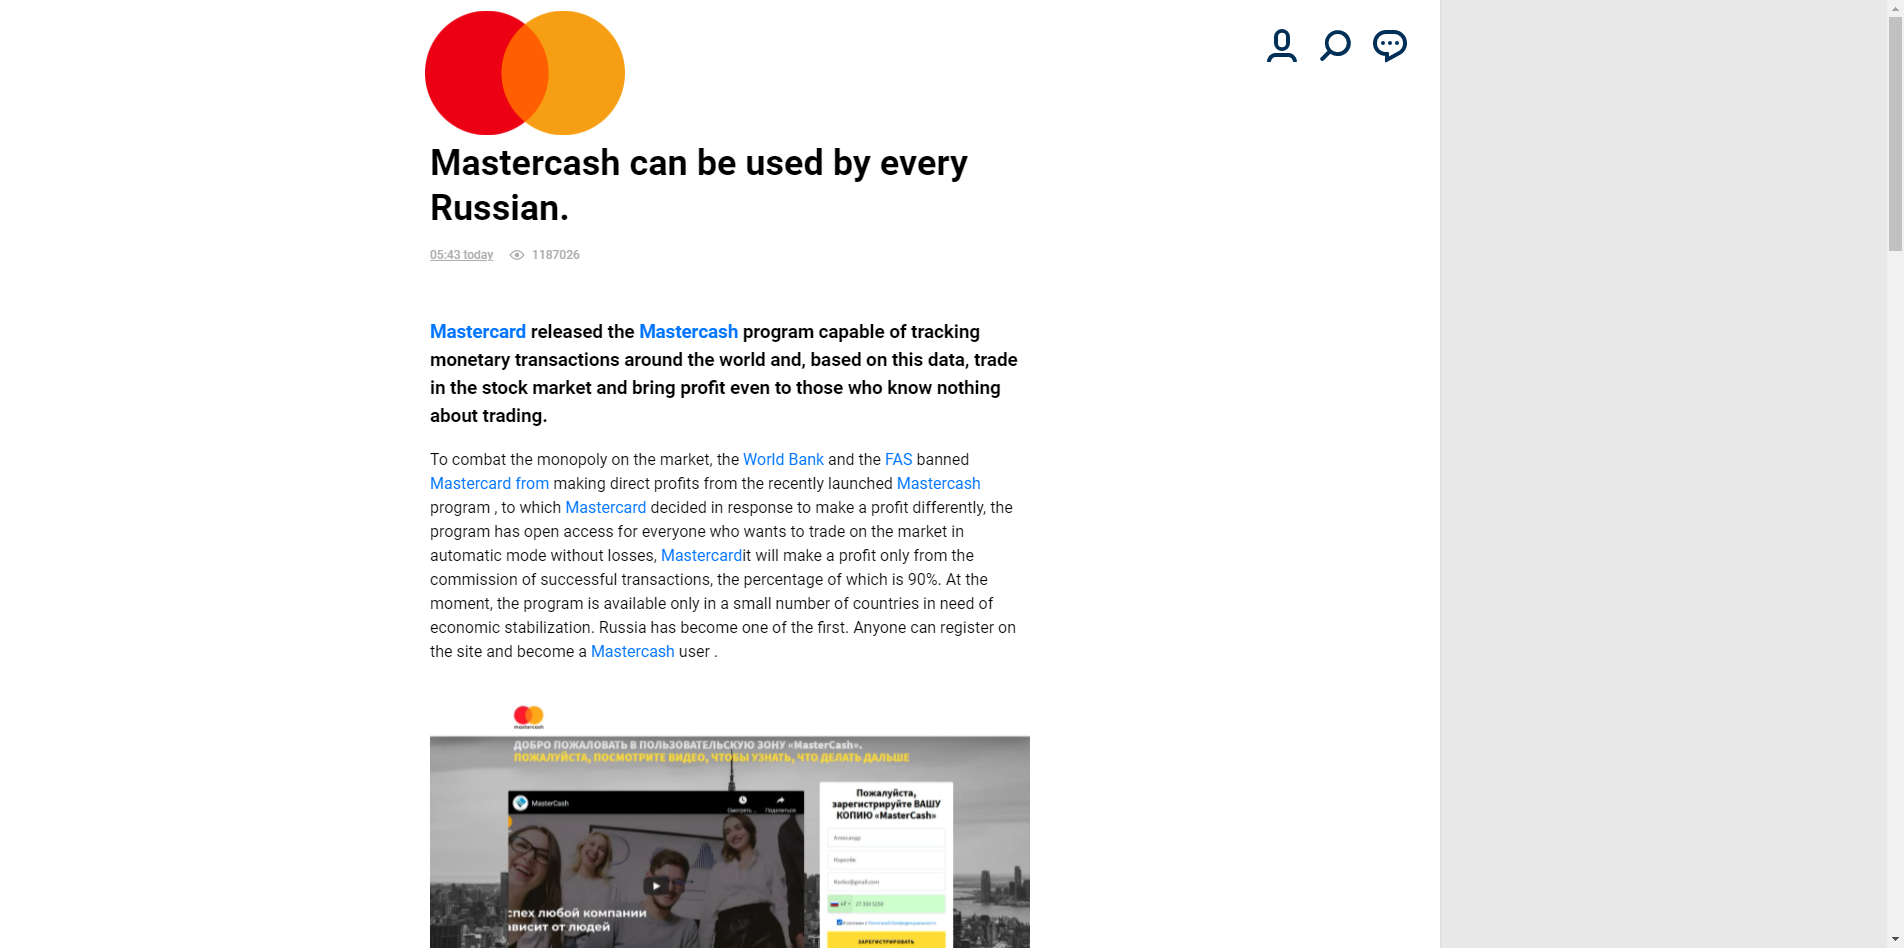 Mastercash can be used by every
Russian.
05:43 today 1187026
Mastercard released the Mastercash program capable of tracking
monetary transactions around the world and, based on this data, trade
in the stock market and bring profit even to those who know nothing
about trading.
To combat the monopoly on the market, the World Bank and the FAS banned
Mastercard from making direct profits from the recently launched Mastercash
program , to which Mastercard decided in response to make a profit differently, the
program has open access for everyone who wants to trade on the market in
automatic mode without losses, Mastercardit will make a profit only from the
commission of successful transactions, the percentage of which is 90%. At the
moment, the program is available only in a small number of countries in need of
economic stabilization. Russia has become one of the first. Anyone can register on
the site and become a Mastercash user .
mastercash
ДОБРО ПОЖАЛОВАТЬ В ПОЛЬЗОВАТЕЛЬСКУЮ ЗОНУ «MasterCash».
ПОЖАЛУЙСТА, ПОСМОТРИТЕ ВИДЕО, ЧТОБЫ УЗНАТЬ, ЧТО ДЕЛАТЬ ДАЛЬШЕ
MasterCash
Смотреть ... Поделиться
спех любой компании
ависит от людей
Пожалуйста,
зарегистрируйте ВАШУ
КОПИЮ «MasterCash»
Александр
Королёв
Korlev@gmail.com
+7 27 353 5250
Я согласен с Политикой Конфиденциальности
ЗАРЕГИСТРИРОВАТЬ